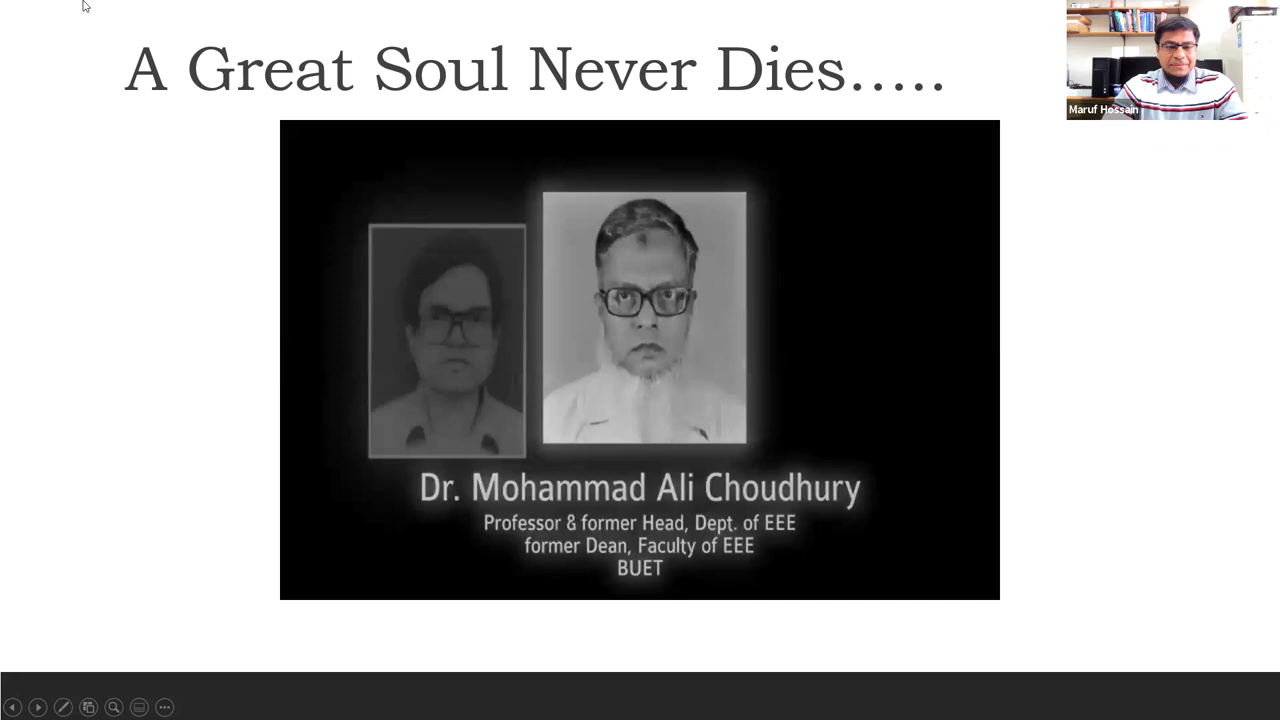 A Great Soul Never Dies.....
Maruf Hossain
Dr. Mohammad Ali Choudhury
Professor & former Head, Dept. of EEE
former Dean, Faculty of EEE
BUET